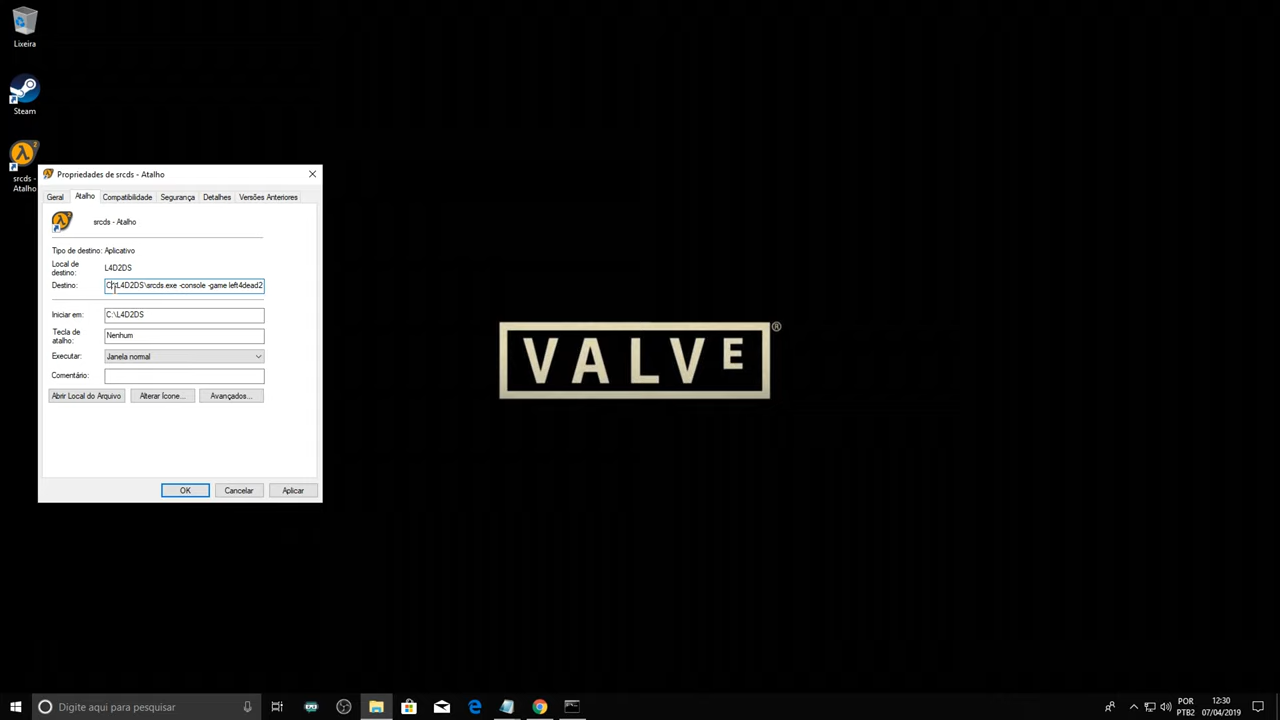 Lixeira
Steam
srcds -
Atalho
Propriedades de srcds - Atalho
Geral Atalho Compatibilidade Segurança Detalhes Versões Anteriores
srcds - Atalho
Tipo de destino: Aplicativo
Local de
destino: L4D2DS
Destino: C:\L4D2DS\srcds.exe -console -game left4dead2
Iniciar em: C:\L4D2DS
Tecla de
atalho: Nenhum
Executar: Janela normal
Comentário:
Abrir Local do Arquivo Alterar Ícone... Avançados...
OK Cancelar Aplicar
VALVE®
Digite aqui para pesquisar
POR 12:30
PTB2 07/04/2019